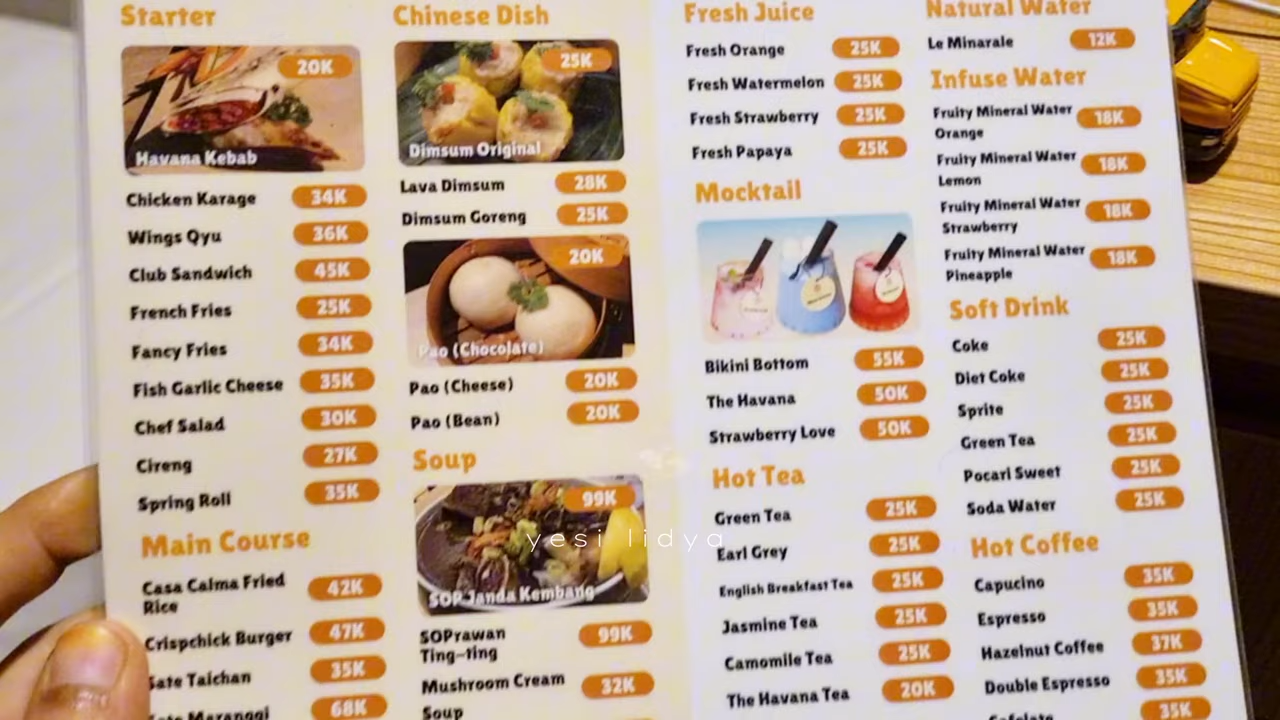 Starter
20K
Havana Kebab
Chicken Karage 34K
Wings Qyu 36K
Club Sandwich 45K
French Fries 25K
Fancy Fries 34K
Fish Garlic Cheese 35K
Chef Salad 30K
Cireng 27K
Spring Roll 35K
Main Course
Casa Calma Fried
Rice 42K
Crispchick Burger 47K
Sate Taichan 35K
Sate Maranggi 68K
Chinese Dish
25K
Dimsum Original
Lava Dimsum 28K
Dimsum Goreng 25K
20K
Pao (Chocolate)
Pao (Cheese) 20K
Pao (Bean) 20K
Soup
99K
yesi lidya
SOP Janda Kembang
SOPrawan
Ting-ting 99K
Mushroom Cream
Soup 32K
Fresh Juice
Fresh Orange 25K
Fresh Watermelon 25K
Fresh Strawberry 25K
Fresh Papaya 25K
Mocktail
Bikini Bottom 55K
The Havana 50K
Strawberry Love 50K
Hot Tea
Green Tea 25K
Earl Grey 25K
English Breakfast Tea 25K
Jasmine Tea 25K
Camomile Tea 25K
The Havana Tea 20K
Natural Water
Le Minarale 12K
Infuse Water
Fruity Mineral Water
Orange 18K
Fruity Mineral Water
Lemon 18K
Fruity Mineral Water
Strawberry 18K
Fruity Mineral Water
Pineapple 18K
Soft Drink
Coke 25K
Diet Coke 25K
Sprite 25K
Green Tea 25K
Pocari Sweet 25K
Soda Water 25K
Hot Coffee
Capucino 35K
Espresso 35K
Hazelnut Coffee 37K
Double Espresso 35K
35K